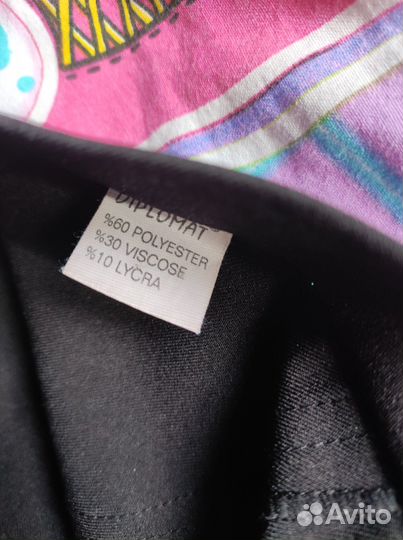 DIPLOMAT
%60 POLYESTER
%30 VISCOSE
%10 LYCRA
Avito